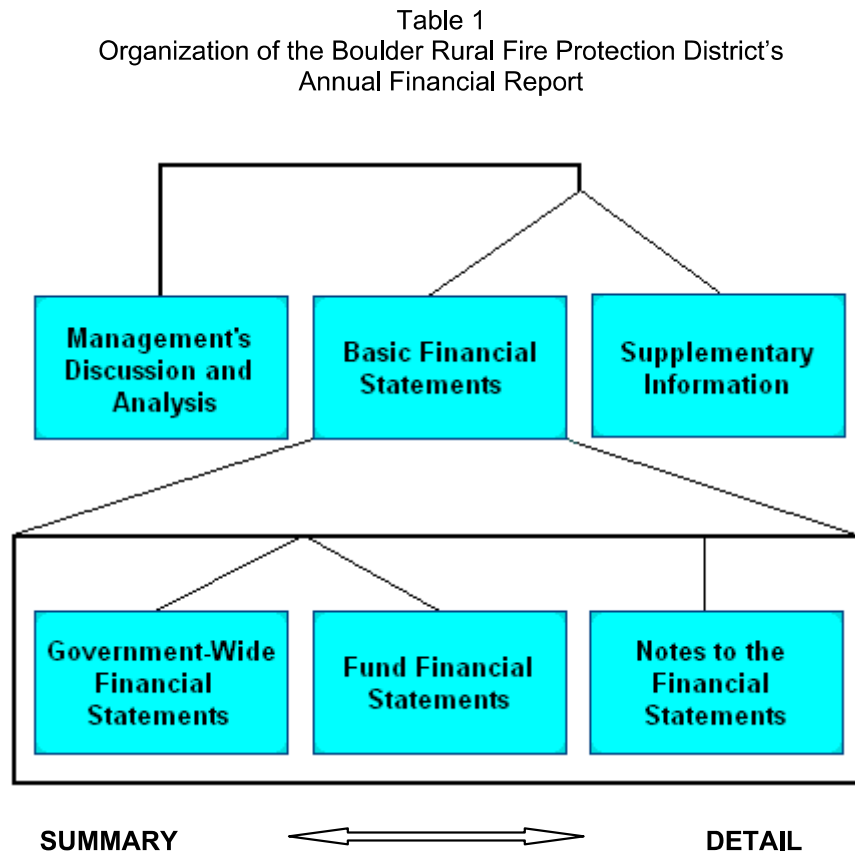 Table 1
Organization of the Boulder Rural Fire Protection District's
Annual Financial Report
Management's
Discussion and
Analysis
Basic Financial
Statements
Supplementary
Information
Government-Wide
Financial
Statements
Fund Financial
Statements
Notes to the
Financial
Statements
SUMMARY
DETAIL